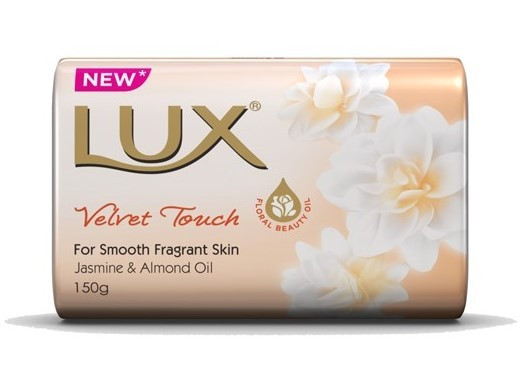 NEW*
LUX®
Velvet Touch
FLORAL BEAUTY OIL
For Smooth Fragrant Skin
Jasmine & Almond Oil
150g